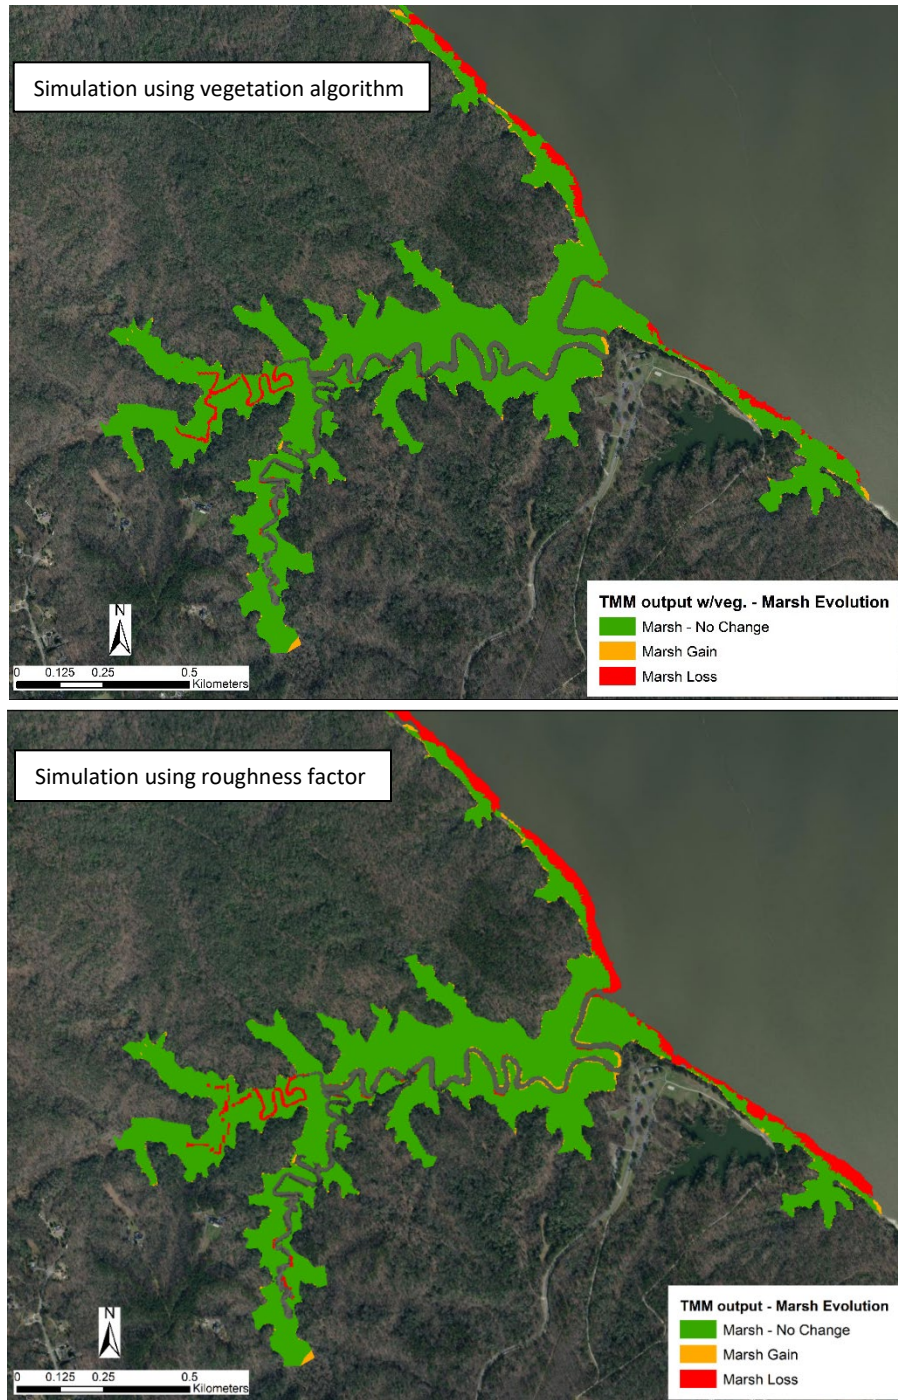 Simulation using vegetation algorithm
TMM output w/veg. - Marsh Evolution
Marsh - No Change
Marsh Gain
Marsh Loss
N
0 0.125 0.25 0.5
Kilometers
Simulation using roughness factor
TMM output - Marsh Evolution
Marsh - No Change
Marsh Gain
Marsh Loss
N
0 0.125 0.25 0.5
Kilometers